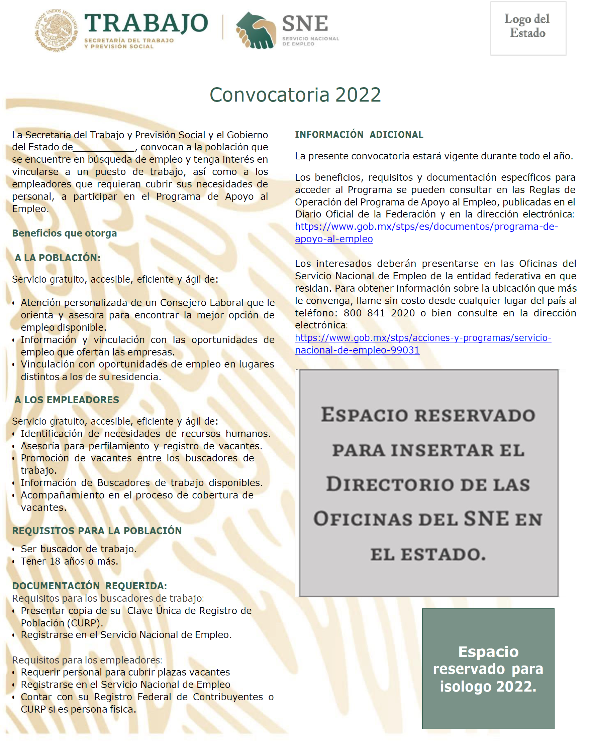 TRABAJO
SECRETARÍA DEL TRABAJO
Y PREVISIÓN SOCIAL
SNE
SERVICIO NACIONAL
DE EMPLEO
Logo del
Estado
Convocatoria 2022
La Secretaría del Trabajo y Previsión Social y el Gobierno
del Estado de___________, convocan a la población que
se encuentre en búsqueda de empleo y tenga interés en
vincularse a un puesto de trabajo, así como a los
empleadores que requieran cubrir sus necesidades de
personal, a participar en el Programa de Apoyo al
Empleo.
Beneficios que otorga
A LA POBLACIÓN:
Servicio gratuito, accesible, eficiente y ágil de:
• Atención personalizada de un Consejero Laboral que le
orienta y asesora para encontrar la mejor opción de
empleo disponible.
• Información y vinculación con las oportunidades de
empleo que ofertan las empresas.
• Vinculación con oportunidades de empleo en lugares
distintos a los de su residencia.
A LOS EMPLEADORES
Servicio gratuito, accesible, eficiente y ágil de:
• Identificación de necesidades de recursos humanos.
• Asesoría para perfilamiento y registro de vacantes.
• Promoción de vacantes entre los buscadores de
trabajo.
• Información de Buscadores de trabajo disponibles.
• Acompañamiento en el proceso de cobertura de
vacantes.
REQUISITOS PARA LA POBLACIÓN
• Ser buscador de trabajo.
• Tener 18 años o más.
DOCUMENTACIÓN REQUERIDA:
Requisitos para los buscadores de trabajo:
• Presentar copia de su Clave Única de Registro de
Población (CURP).
• Registrarse en el Servicio Nacional de Empleo.
Requisitos para los empleadores:
• Requerir personal para cubrir plazas vacantes
• Registrarse en el Servicio Nacional de Empleo
• Contar con su Registro Federal de Contribuyentes o
CURP si es persona física.
INFORMACIÓN ADICIONAL
La presente convocatoria estará vigente durante todo el año.
Los beneficios, requisitos y documentación específicos para
acceder al Programa se pueden consultar en las Reglas de
Operación del Programa de Apoyo al Empleo, publicadas en el
Diario Oficial de la Federación y en la dirección electrónica:
https://www.gob.mx/stps/es/documentos/programa-de-
apoyo-al-empleo
Los interesados deberán presentarse en las Oficinas del
Servicio Nacional de Empleo de la entidad federativa en que
residan. Para obtener información sobre la ubicación que más
le convenga, llame sin costo desde cualquier lugar del país al
teléfono: 800 841 2020 o bien consulte en la dirección
electrónica:
https://www.gob.mx/stps/acciones-y-programas/servicio-
nacional-de-empleo-99031
.
ESPACIO RESERVADO
PARA INSERTAR EL
DIRECTORIO DE LAS
OFICINAS DEL SNE EN
EL ESTADO.
Espacio
reservado para
isologo 2022.